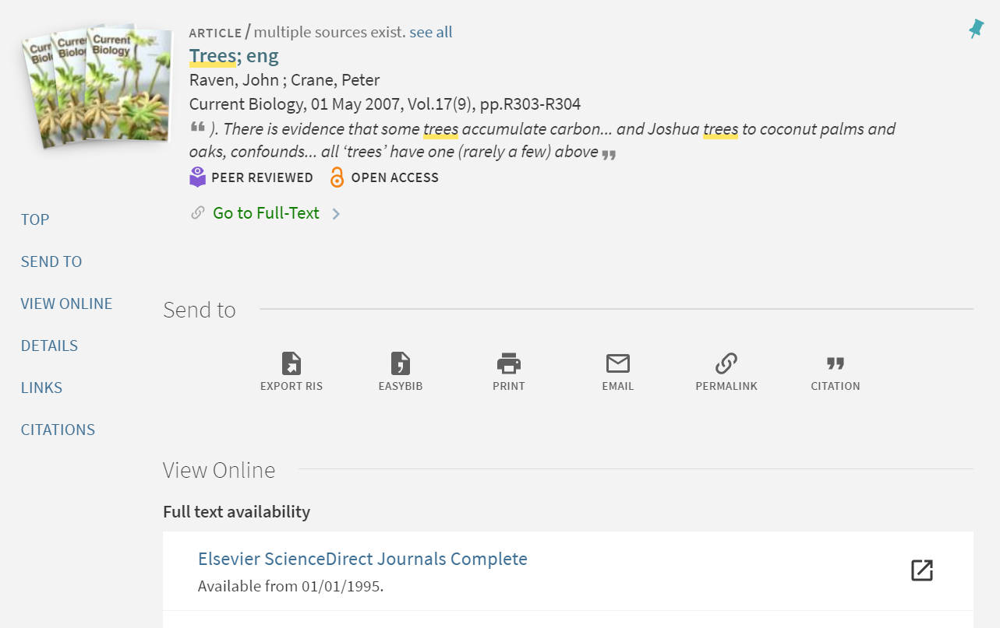 Curr
Biol
Curre
Biolo
Current
Biology
ARTICLE / multiple sources exist. see all
Trees; eng
Raven, John ; Crane, Peter
Current Biology, 01 May 2007, Vol.17(9), pp.R303-R304
“ ). There is evidence that some trees accumulate carbon... and Joshua trees to coconut palms and
oaks, confounds... all ‘trees’ have one (rarely a few) above ”
PEER REVIEWED OPEN ACCESS
Go to Full-Text
TOP
SEND TO
VIEW ONLINE
DETAILS
LINKS
CITATIONS
Send to
EXPORT RIS
EASYBIB
PRINT
EMAIL
PERMALINK
CITATION
View Online
Full text availability
Elsevier ScienceDirect Journals Complete
Available from 01/01/1995.